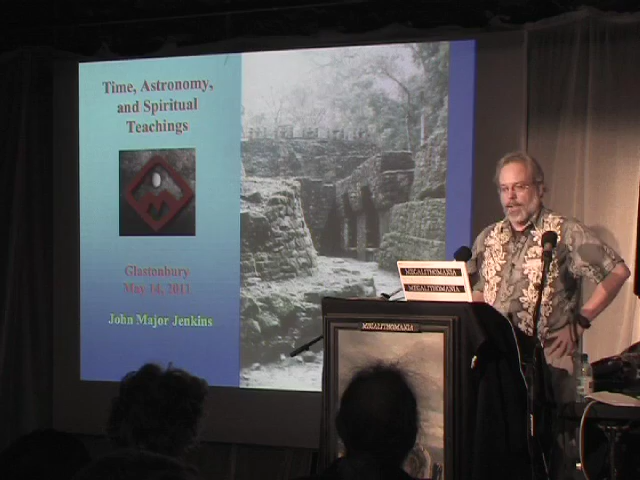 Time, Astronomy,
and Spiritual
Teachings
Glastonbury
May 14, 2011
John Major Jenkins
MEGALITHOMANIA
MEGALITHOMANIA
MEGALITHOMANIA